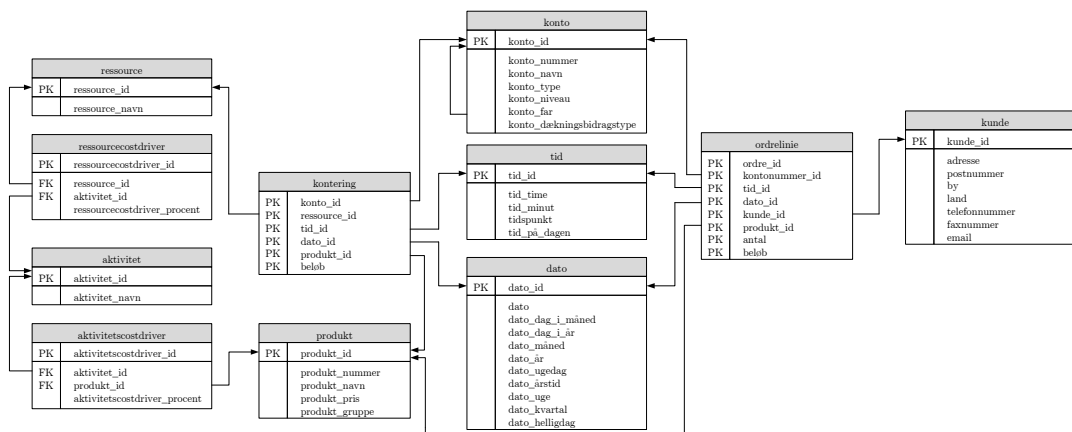 konto
PK konto_id
konto_nummer
konto_navn
konto_type
konto_niveau
konto_far
konto_dækningsbidragstype
ressource
PK ressource_id
ressource_navn
ressourcecostdriver
PK ressourcecostdriver_id
FK ressource_id
FK aktivitet_id
ressourcecostdriver_procent
kontering
PK konto_id
PK ressource_id
PK tid_id
PK dato_id
PK produkt_id
PK beløb
tid
PK tid_id
tid_time
tid_minut
tidspunkt
tid_på_dagen
ordrelinie
PK ordre_id
PK kontonummer_id
PK tid_id
PK dato_id
PK kunde_id
PK produkt_id
PK antal
PK beløb
kunde
PK kunde_id
adresse
postnummer
by
land
telefonnummer
faxnummer
email
aktivitet
PK aktivitet_id
aktivitet_navn
aktivitetscostdriver
PK aktivitetscostdriver_id
FK aktivitet_id
FK produkt_id
aktivitetscostdriver_procent
produkt
PK produkt_id
produkt_nummer
produkt_navn
produkt_pris
produkt_gruppe
dato
PK dato_id
dato
dato_dag_i_måned
dato_dag_i_år
dato_måned
dato_år
dato_ugedag
dato_årstid
dato_uge
dato_kvartal
dato_helligdag